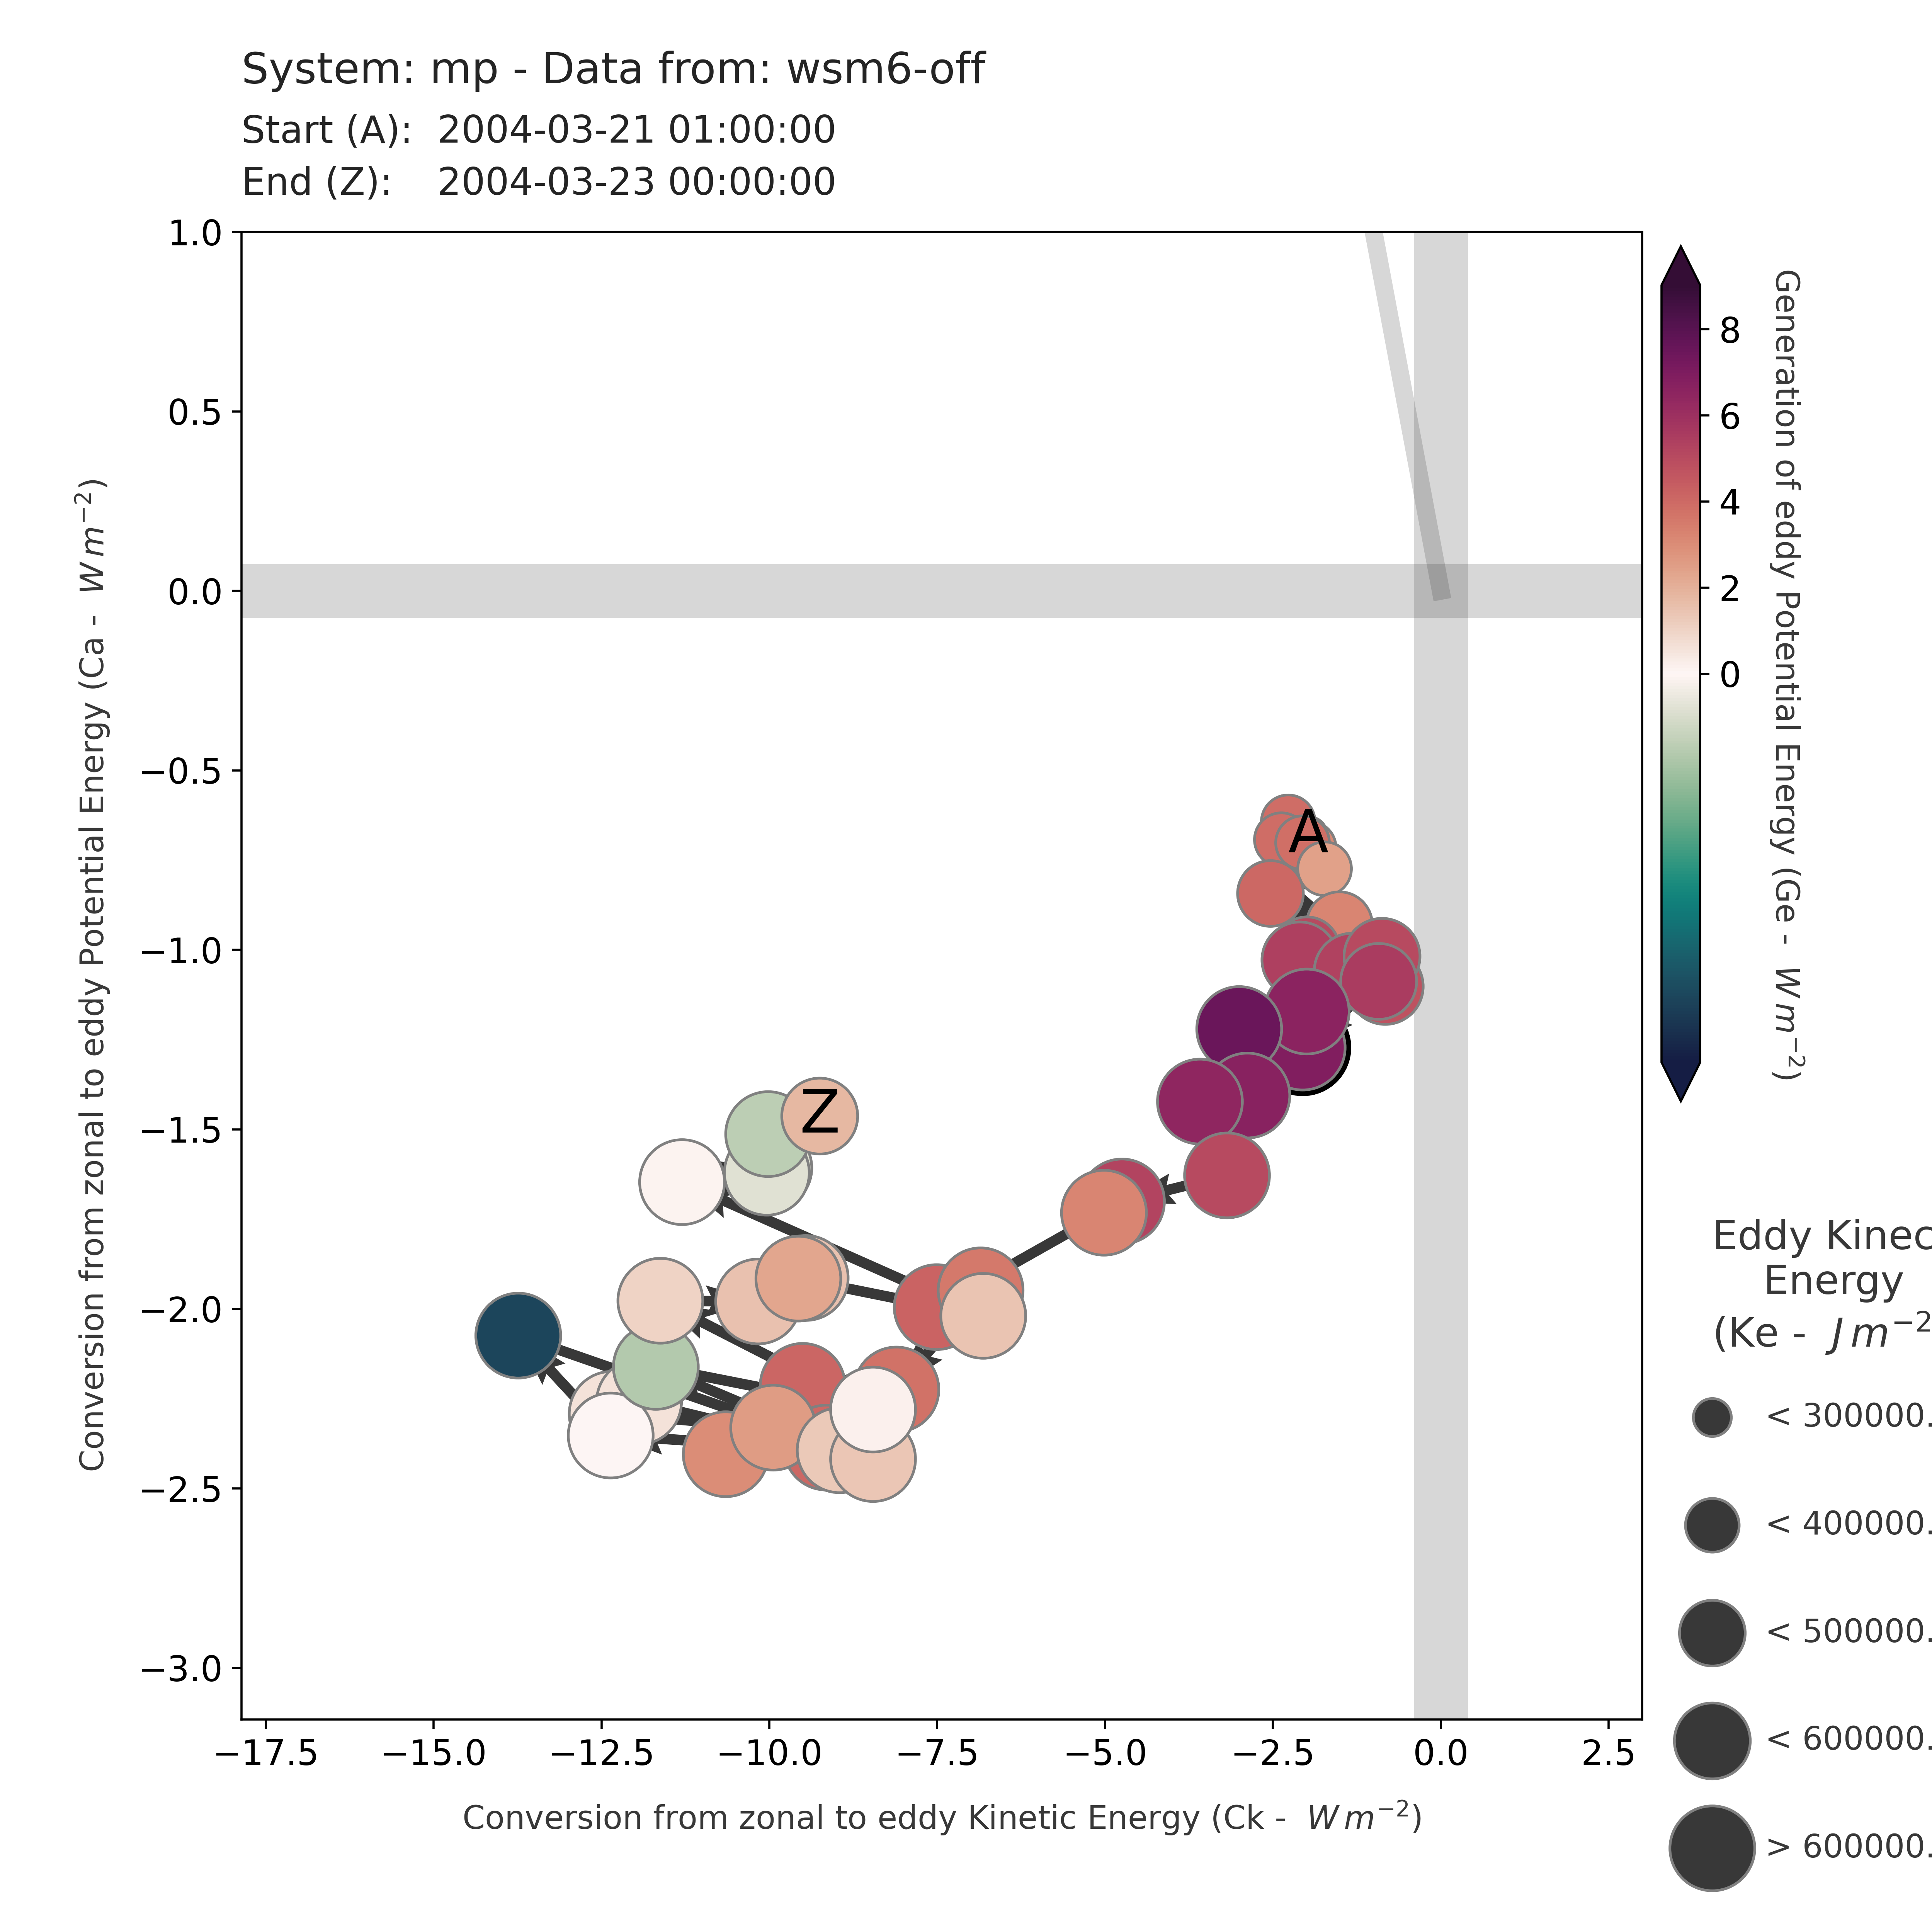 System: mp - Data from: wsm6-off
Start (A): 2004-03-21 01:00:00
End (Z): 2004-03-23 00:00:00
1.0
0.5
0.0
−0.5
−1.0
−1.5
−2.0
−2.5
−3.0
Conversion from zonal to eddy Potential Energy (Ca - W m⁻²)
A
Z
−17.5 −15.0 −12.5 −10.0 −7.5 −5.0 −2.5 0.0 2.5
Conversion from zonal to eddy Kinetic Energy (Ck - W m⁻²)
8
6
4
2
0
Generation of eddy Potential Energy (Ge - W m⁻²)
Eddy Kinec
Energy
(Ke - J m⁻²
< 300000.
< 400000.
< 500000.
< 600000.
> 600000.